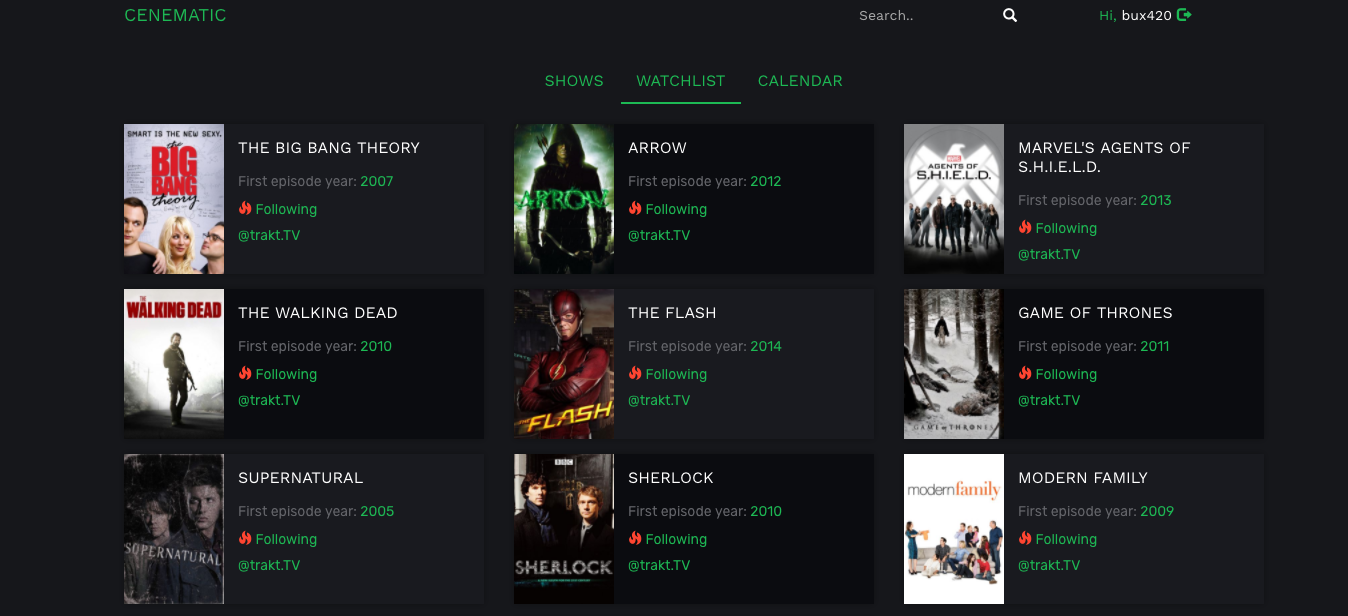 CENEMATIC
Search..
Hi, bux420
SHOWS
WATCHLIST
CALENDAR
SMART IS THE NEW SEXY.
the
BIG
BANG
theory
THE BIG BANG THEORY
First episode year: 2007
Following
@trakt.TV
ARROW
ARROW
First episode year: 2012
Following
@trakt.TV
MARVEL
AGENTS OF
S.H.I.E.L.D.
MARVEL'S AGENTS OF
S.H.I.E.L.D.
First episode year: 2013
Following
@trakt.TV
THE
WALKING DEAD
THE WALKING DEAD
First episode year: 2010
Following
@trakt.TV
THE FLASH
THE FLASH
First episode year: 2014
Following
@trakt.TV
GAME OF THRONES
GAME OF THRONES
First episode year: 2011
Following
@trakt.TV
SUPERNATURAL
SUPERNATURAL
First episode year: 2005
Following
@trakt.TV
BBC
SHERLOCK
SHERLOCK
First episode year: 2010
Following
@trakt.TV
modern family
MODERN FAMILY
First episode year: 2009
Following
@trakt.TV